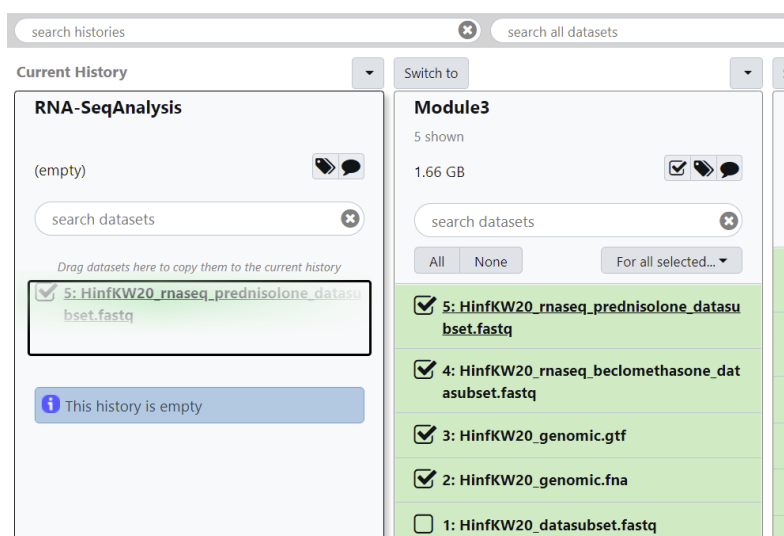 search histories
search all datasets
Current History
Switch to
RNA-SeqAnalysis
(empty)
search datasets
Drag datasets here to copy them to the current history
5: HinfKW20_rnaseq_prednisolone_datasu
bset.fastq
This history is empty
Module3
5 shown
1.66 GB
search datasets
All None For all selected...
5: HinfKW20_rnaseq_prednisolone_datasu
bset.fastq
4: HinfKW20_rnaseq_beclomethasone_dat
asubset.fastq
3: HinfKW20_genomic.gtf
2: HinfKW20_genomic.fna
1: HinfKW20_datasubset.fastq